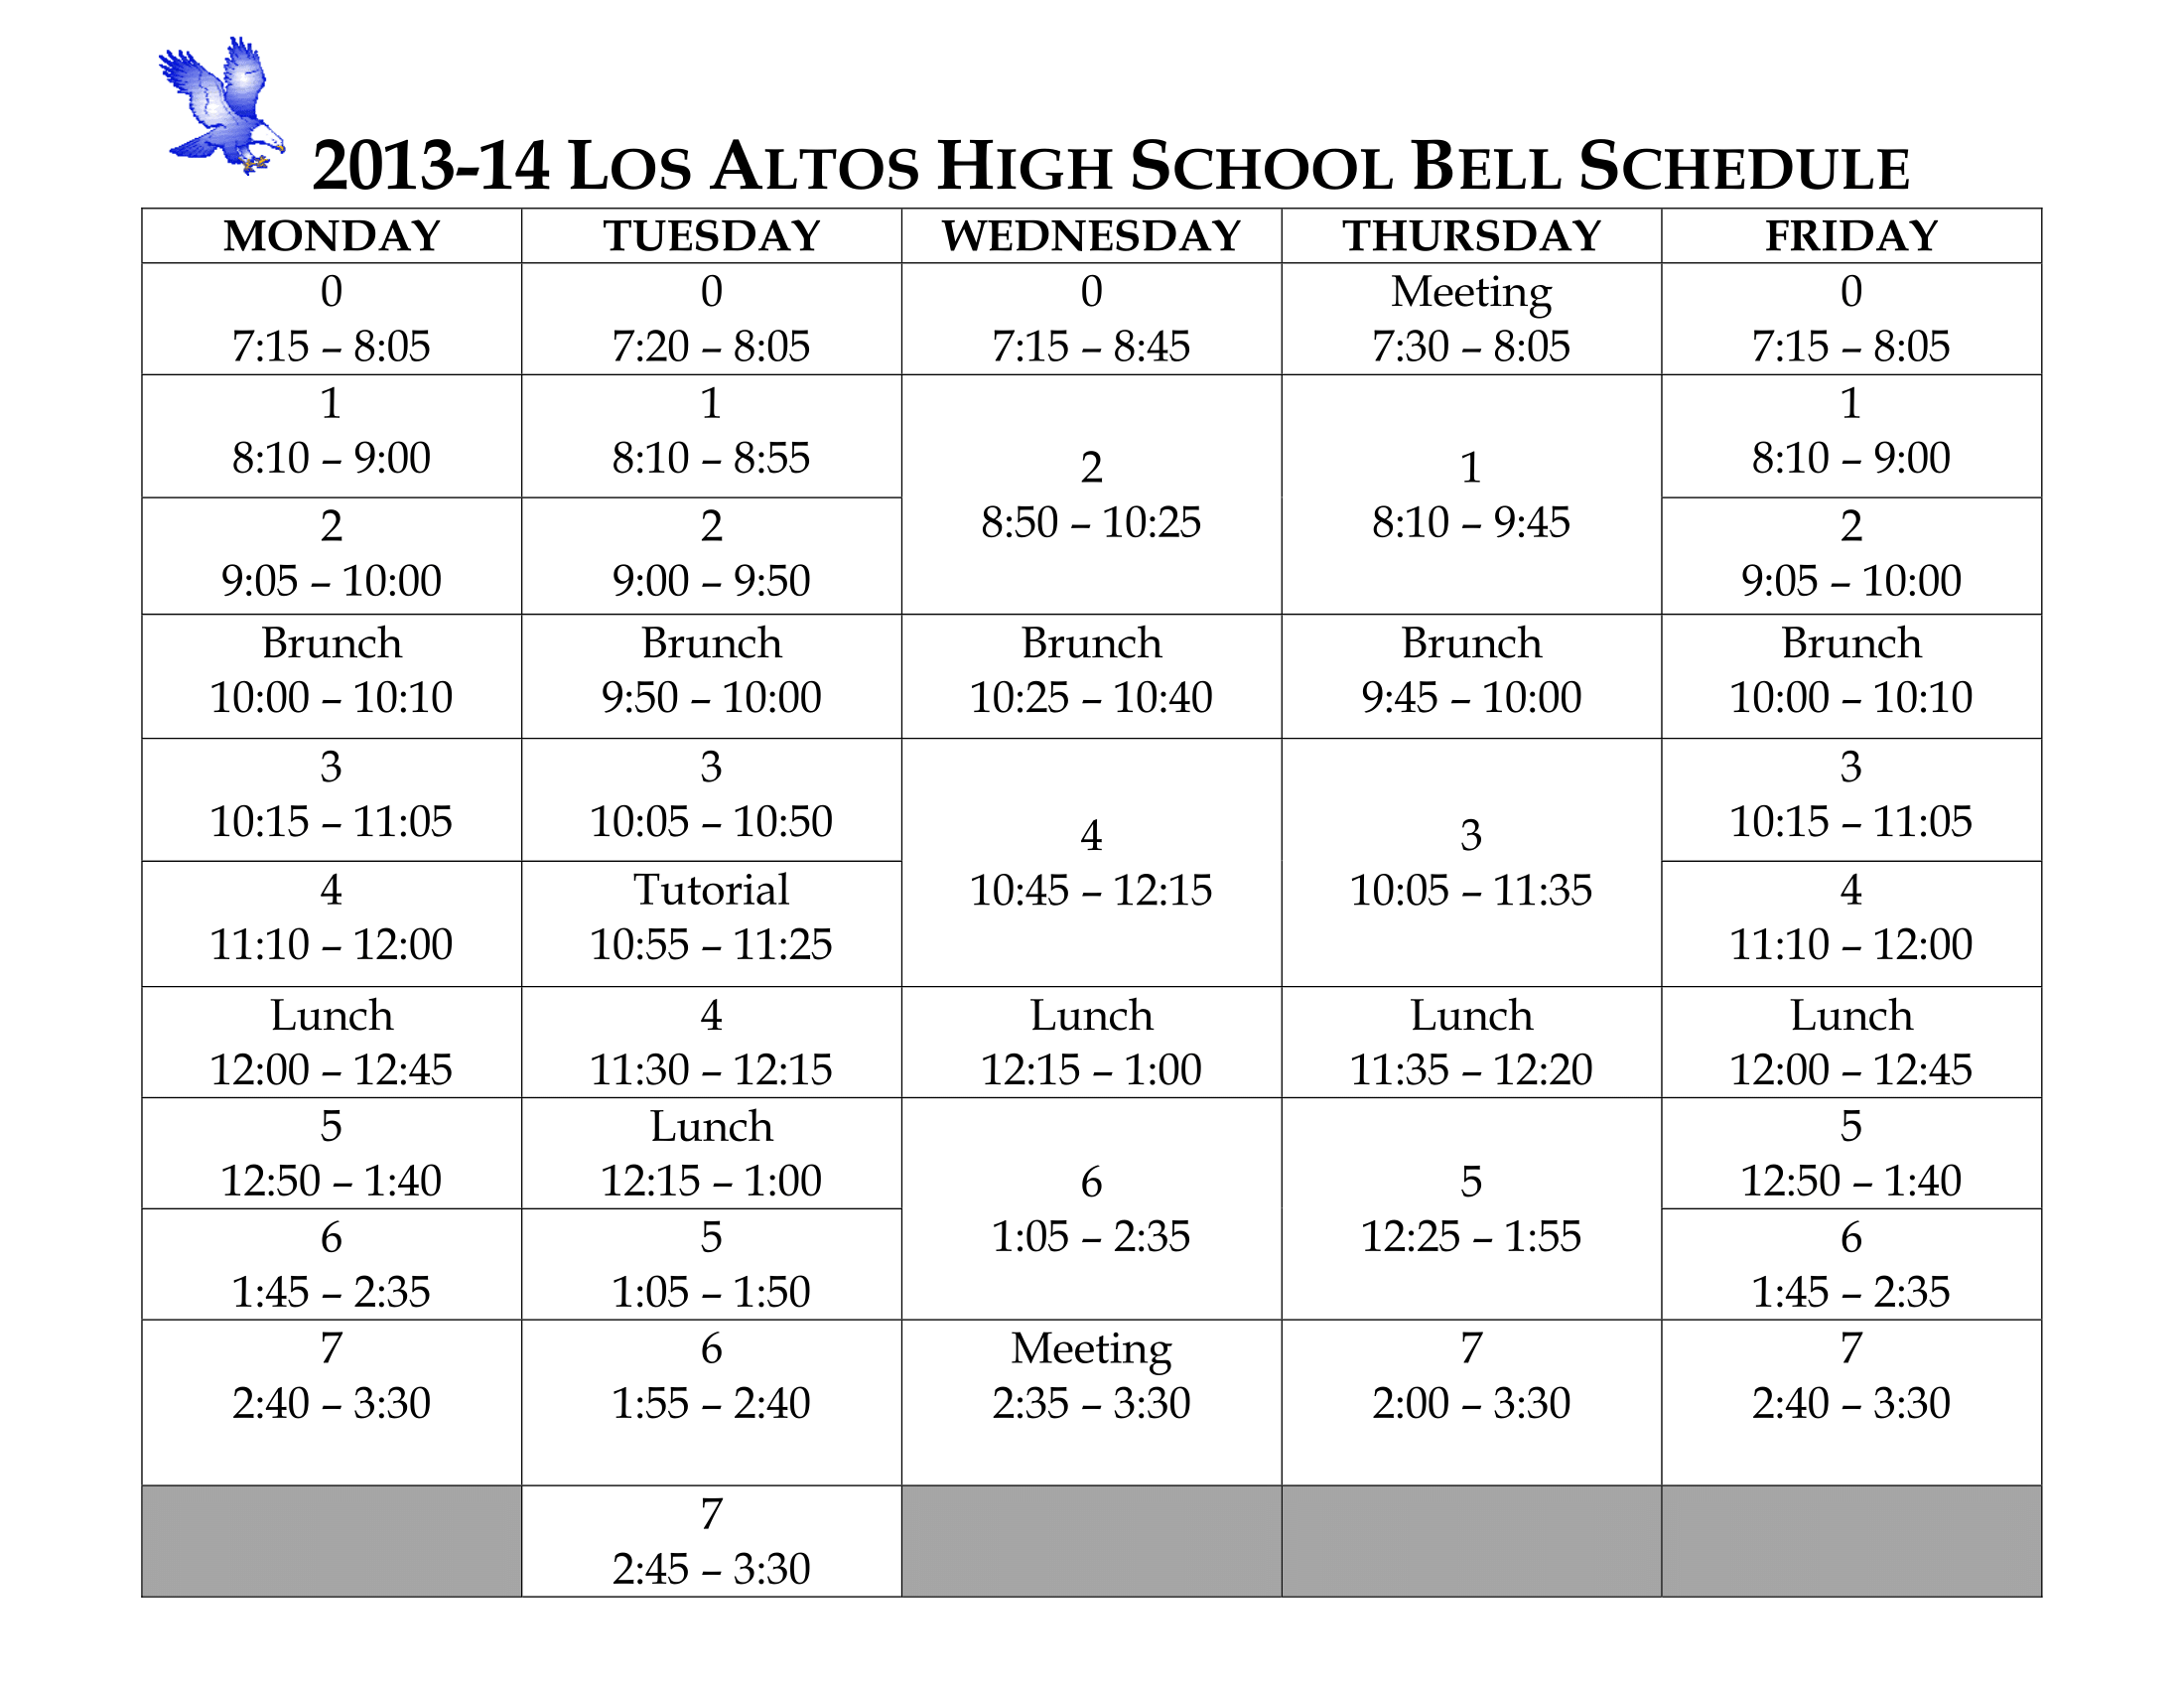 2013-14 LOS ALTOS HIGH SCHOOL BELL SCHEDULE
MONDAY TUESDAY WEDNESDAY THURSDAY FRIDAY
0 0 0 Meeting 0
7:15 – 8:05 7:20 – 8:05 7:15 – 8:45 7:30 – 8:05 7:15 – 8:05
1 1 2 1 1
8:10 – 9:00 8:10 – 8:55 8:50 – 10:25 8:10 – 9:45 8:10 – 9:00
2 2 2
9:05 – 10:00 9:00 – 9:50 9:05 – 10:00
Brunch Brunch Brunch Brunch Brunch
10:00 – 10:10 9:50 – 10:00 10:25 – 10:40 9:45 – 10:00 10:00 – 10:10
3 3 4 3 3
10:15 – 11:05 10:05 – 10:50 10:45 – 12:15 10:05 – 11:35 10:15 – 11:05
4 Tutorial 4
11:10 – 12:00 10:55 – 11:25 11:10 – 12:00
Lunch 4 Lunch Lunch Lunch
12:00 – 12:45 11:30 – 12:15 12:15 – 1:00 11:35 – 12:20 12:00 – 12:45
5 Lunch 6 5 5
12:50 – 1:40 12:15 – 1:00 1:05 – 2:35 12:25 – 1:55 12:50 – 1:40
6 5 6
1:45 – 2:35 1:05 – 1:50 1:45 – 2:35
7 6 Meeting 7 7
2:40 – 3:30 1:55 – 2:40 2:35 – 3:30 2:00 – 3:30 2:40 – 3:30
7
2:45 – 3:30